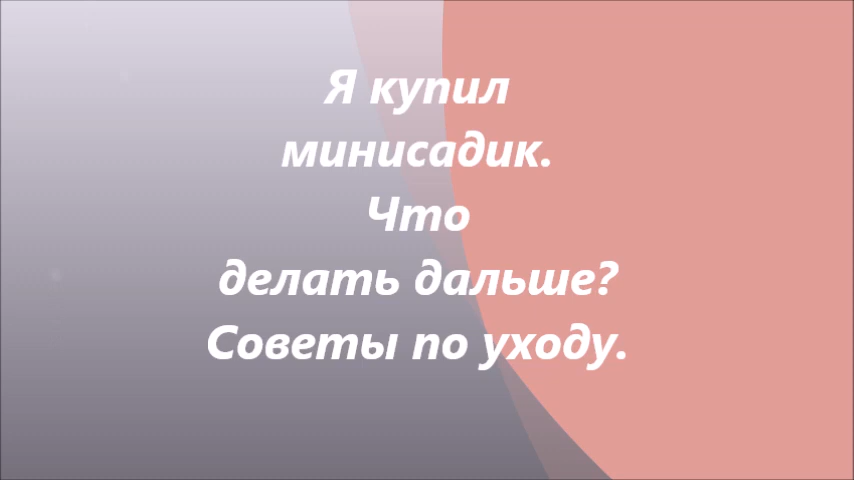 Я купил
минисадик.
Что
делать дальше?
Советы по уходу.